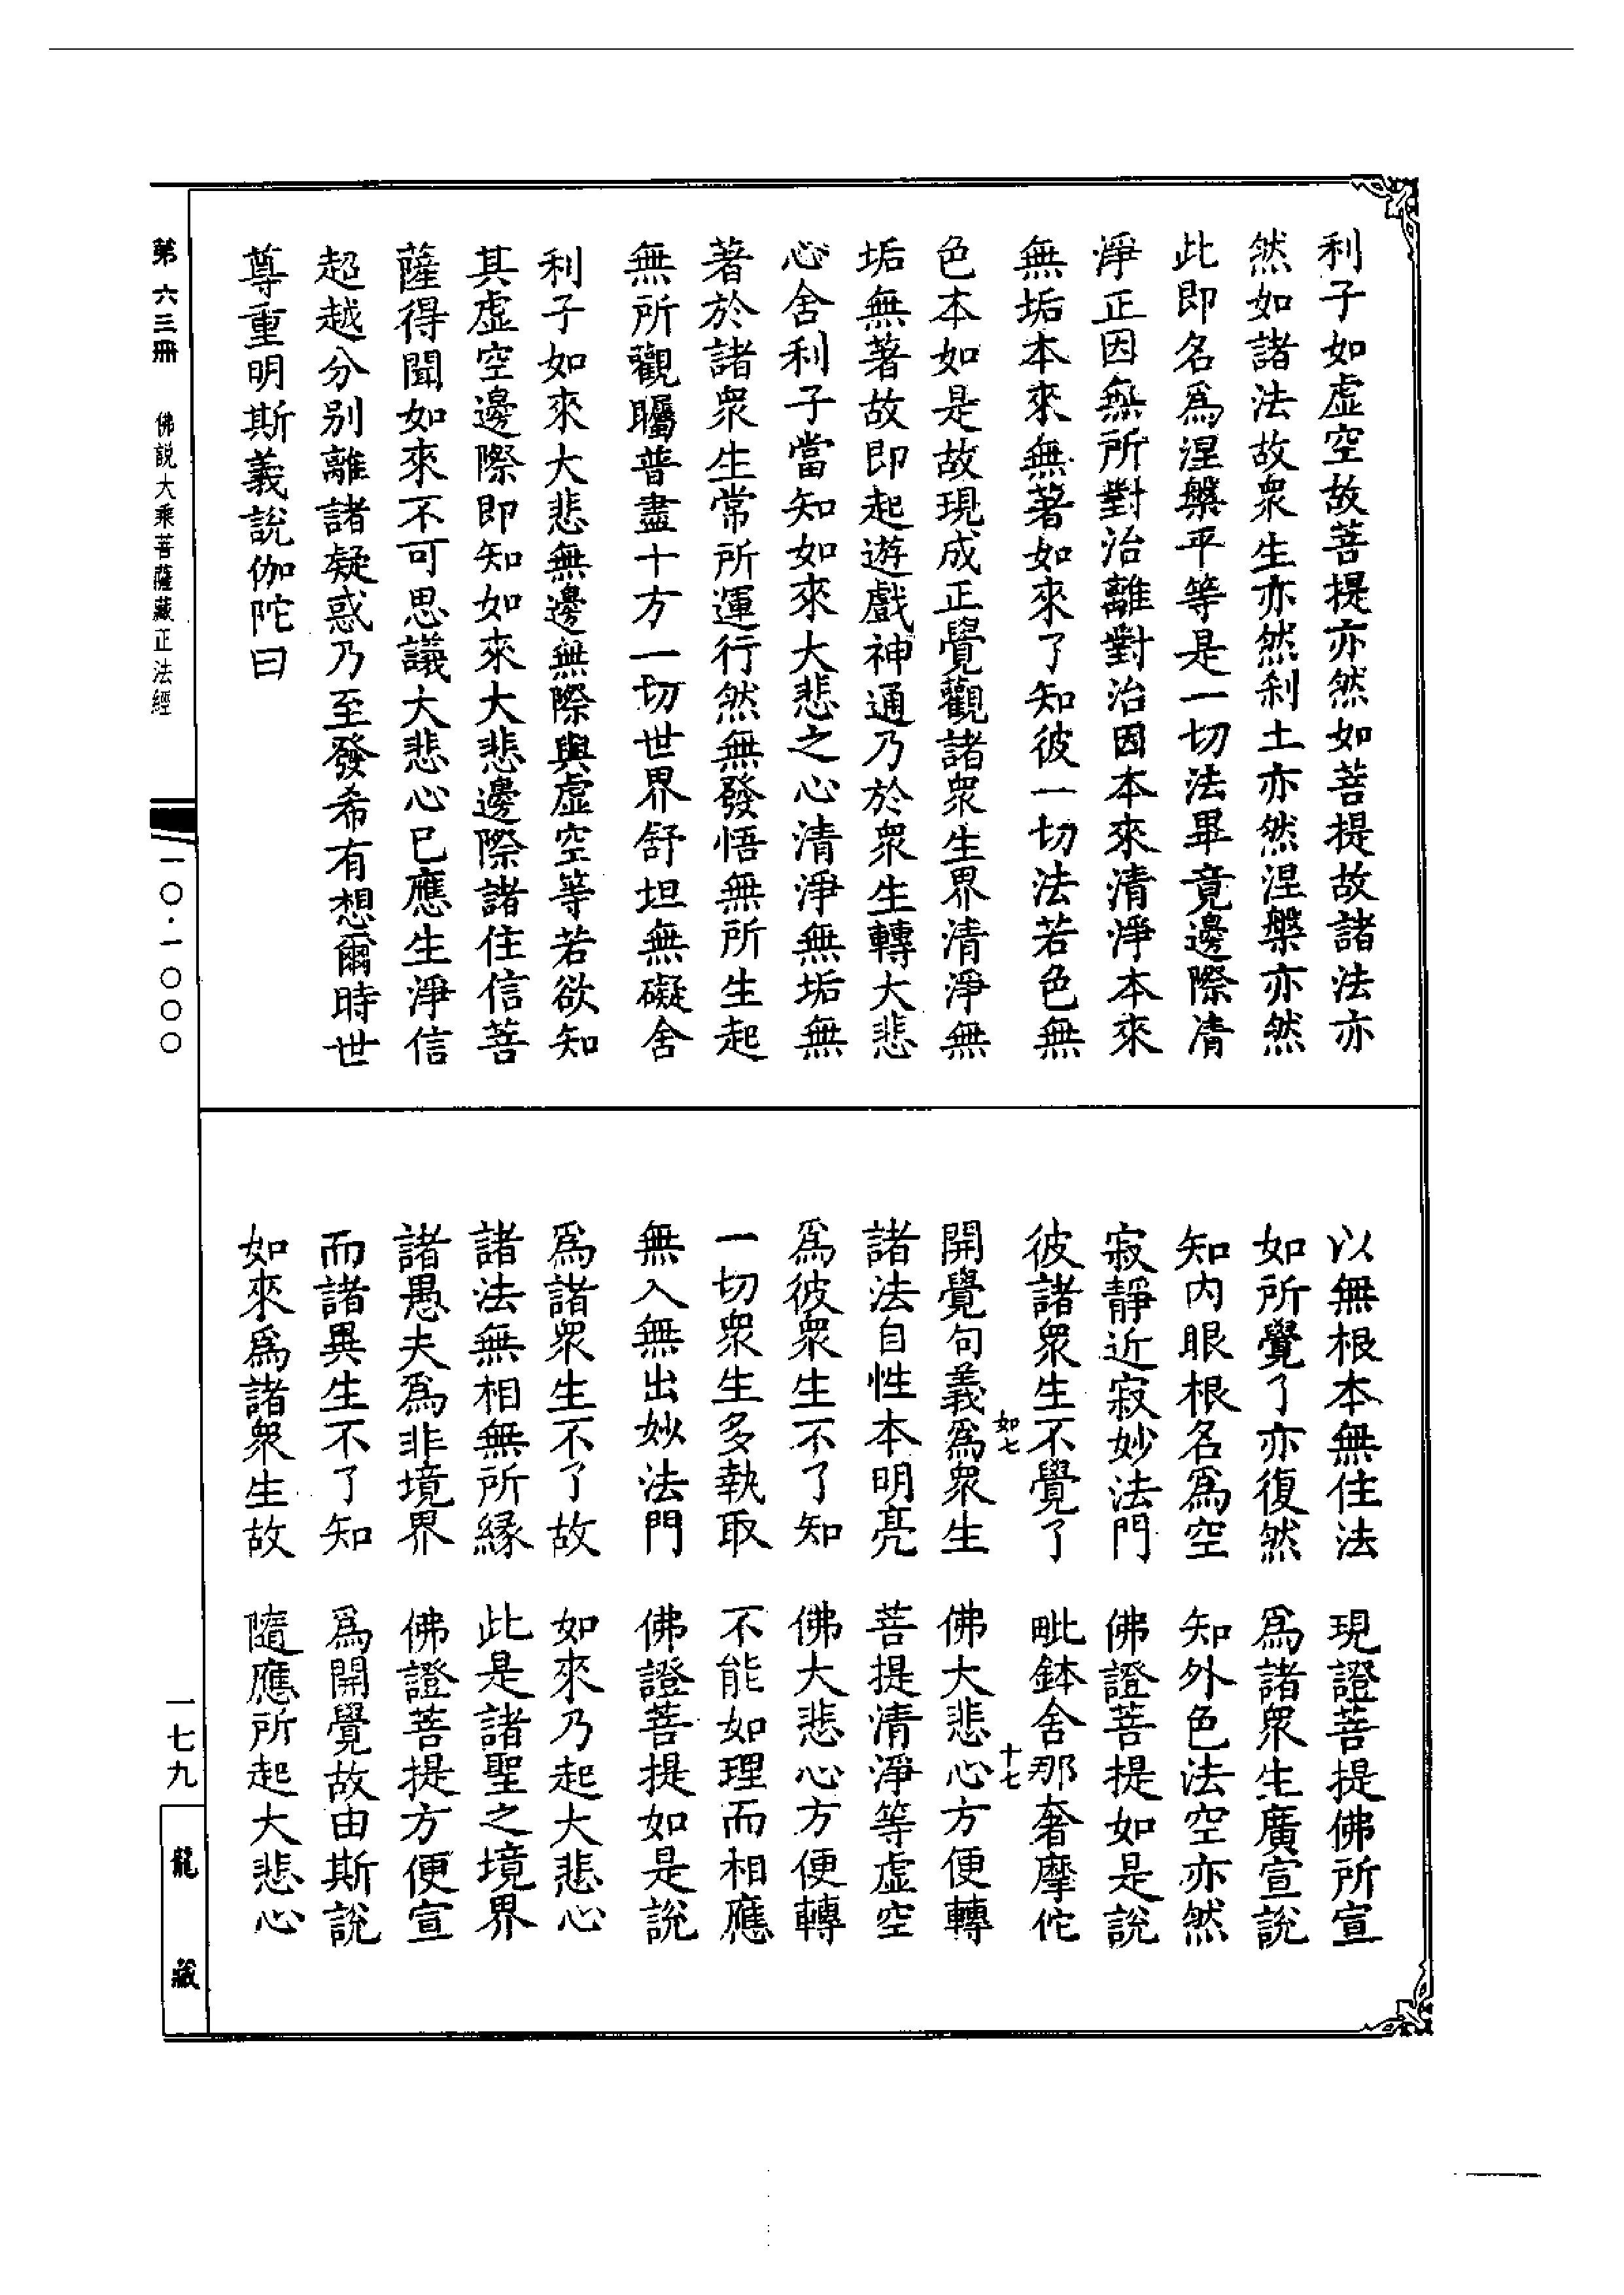 利子如虛空故菩提亦然如菩提故諸法亦
然如諸法故衆生亦然刹土亦然涅槃亦然
此即名爲涅槃平等是一切法畢竟邊際清
淨正因無所對治離對治因本來清淨本來
無垢本來無著如來了知彼一切法若色無
色本如是故現成正覺觀諸衆生界清淨無
垢無著故即起遊戲神通乃於衆生轉大悲
心舍利子當知如來大悲之心清淨無垢無
著於諸衆生常所運行然無發悟無所生起
無所觀矚普盡十方一切世界舒坦無礙舍
利子如來大悲無邊無際與虛空等若欲知
其虛空邊際即知如來大悲邊際諸住信菩
薩得聞如來不可思議大悲心已應生淨信
超越分別離諸疑惑乃至發希有想爾時世
尊重明斯義說伽陀曰
以無根本無住法 現證菩提佛所宣
如所覺了亦復然 爲諸衆生廣宣說
知内眼根名爲空 知外色法空亦然
寂靜近寂妙法門 佛證菩提如是說
彼諸衆生不覺了 毗鉢舍那奢摩佗
如七 十七
開覺句義爲衆生 佛大悲心方便轉
諸法自性本明亮 菩提清淨等虛空
爲彼衆生不了知 佛大悲心方便轉
一切衆生多執取 不能如理而相應
無入無出妙法門 佛證菩提如是說
爲諸衆生不了故 如來乃起大悲心
諸法無相無所緣 此是諸聖之境界
諸愚夫爲非境界 佛證菩提方便宣
而諸異生不了知 爲開覺故由斯說
如來爲諸衆生故 隨應所起大悲心
第六三冊 佛説大乘菩薩藏正法經
一〇·一〇〇〇
一七九
龍藏